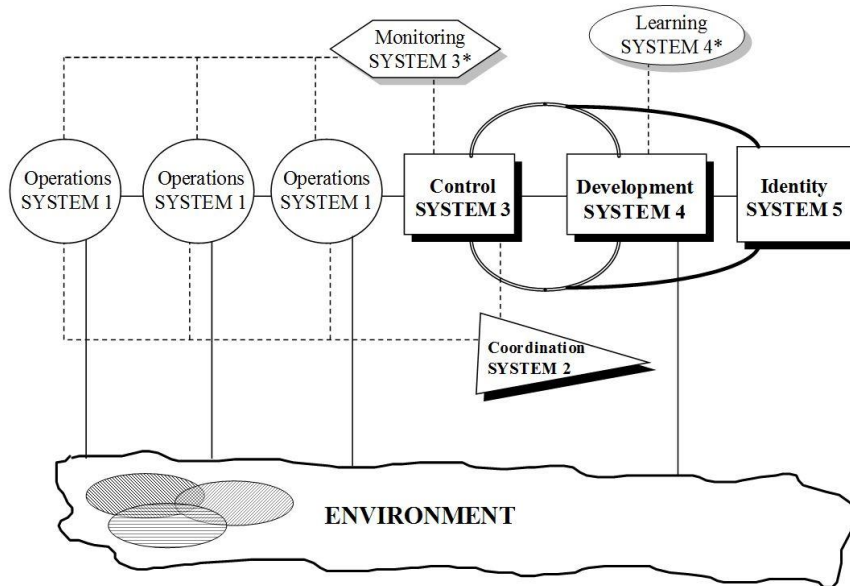 Monitoring
SYSTEM 3*
Learning
SYSTEM 4*
Operations
SYSTEM 1
Operations
SYSTEM 1
Operations
SYSTEM 1
Control
SYSTEM 3
Development
SYSTEM 4
Identity
SYSTEM 5
Coordination
SYSTEM 2
ENVIRONMENT